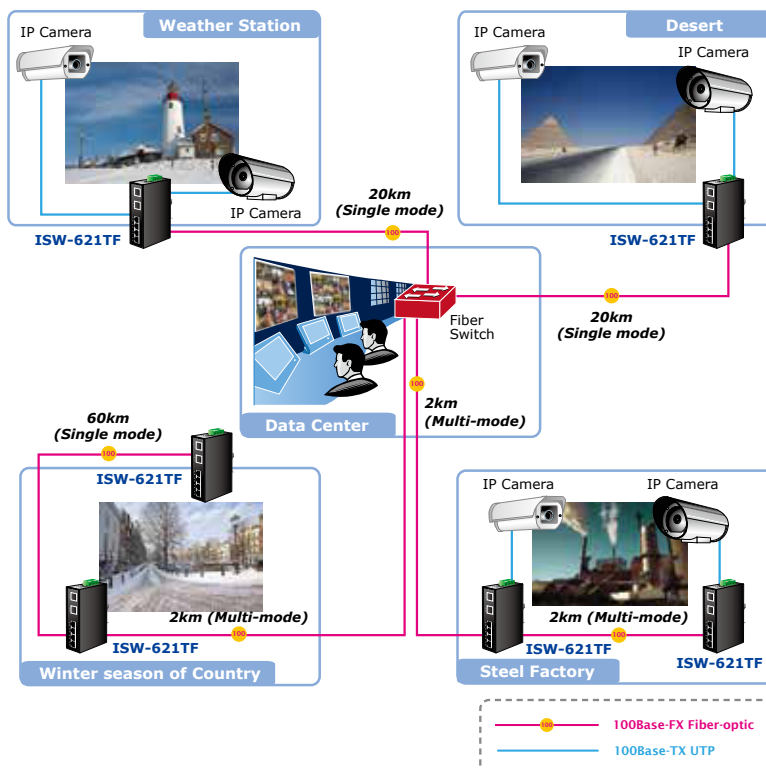 Weather Station
IP Camera
IP Camera
ISW-621TF
Desert
IP Camera
IP Camera
ISW-621TF
20km
(Single mode)
100
20km
(Single mode)
100
Fiber
Switch
Data Center
100
2km
(Multi-mode)
60km
(Single mode)
100
ISW-621TF
2km (Multi-mode)
100
ISW-621TF
Winter season of Country
IP Camera
IP Camera
2km (Multi-mode)
100
ISW-621TF
ISW-621TF
Steel Factory
100
100Base-FX Fiber-optic
100Base-TX UTP